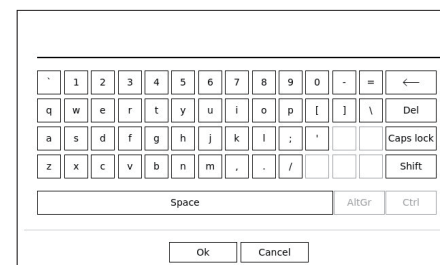 ` 1 2 3 4 5 6 7 8 9 0 - = ←
q w e r t y u i o p [ ] \ Del
a s d f g h j k l ; ' Caps lock
z x c v b n m , . / Shift
Space AltGr Ctrl
Ok Cancel